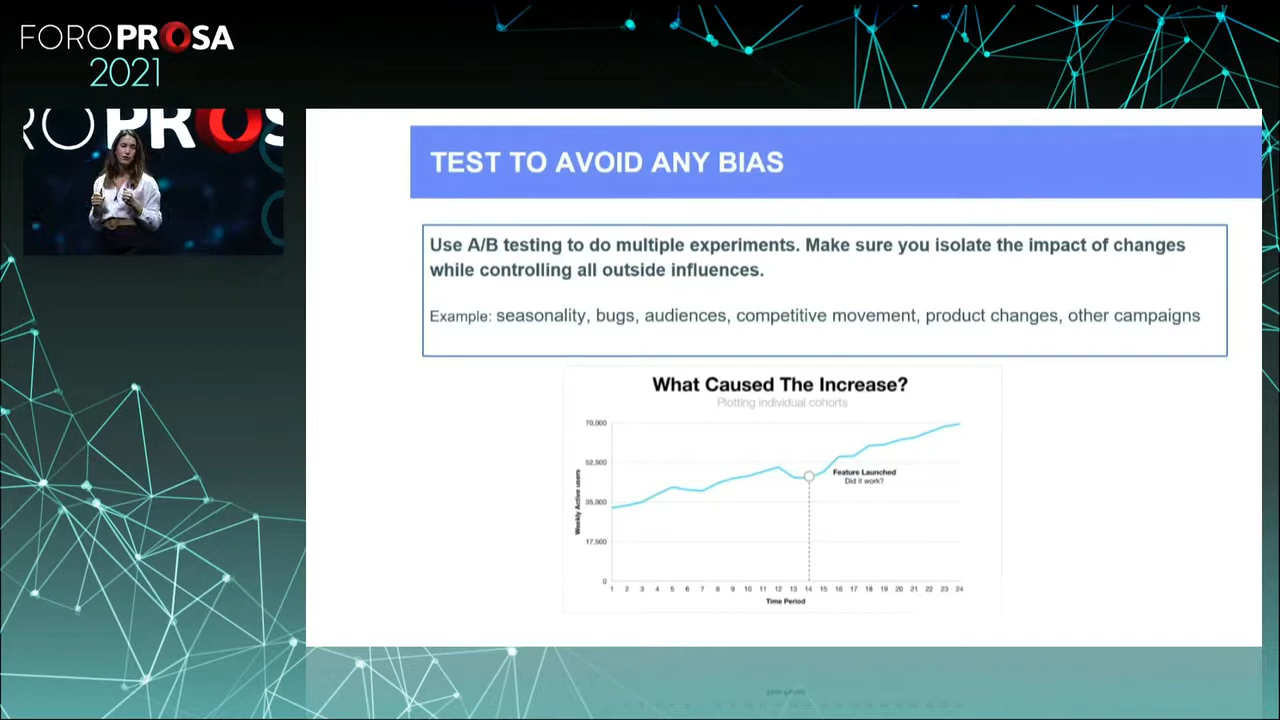 FORO PROSA
2021
RO PROS
TEST TO AVOID ANY BIAS
Use A/B testing to do multiple experiments. Make sure you isolate the impact of changes
while controlling all outside influences.
Example: seasonality, bugs, audiences, competitive movement, product changes, other campaigns
What Caused The Increase?
Plotting individual cohorts
70,000
52,500
35,000
17,500
0
Weekly Active users
Feature Launched
Did it work?
1 2 3 4 5 6 7 8 9 10 11 12 13 14 15 16 17 18 19 20 21 22 23 24
Time Period